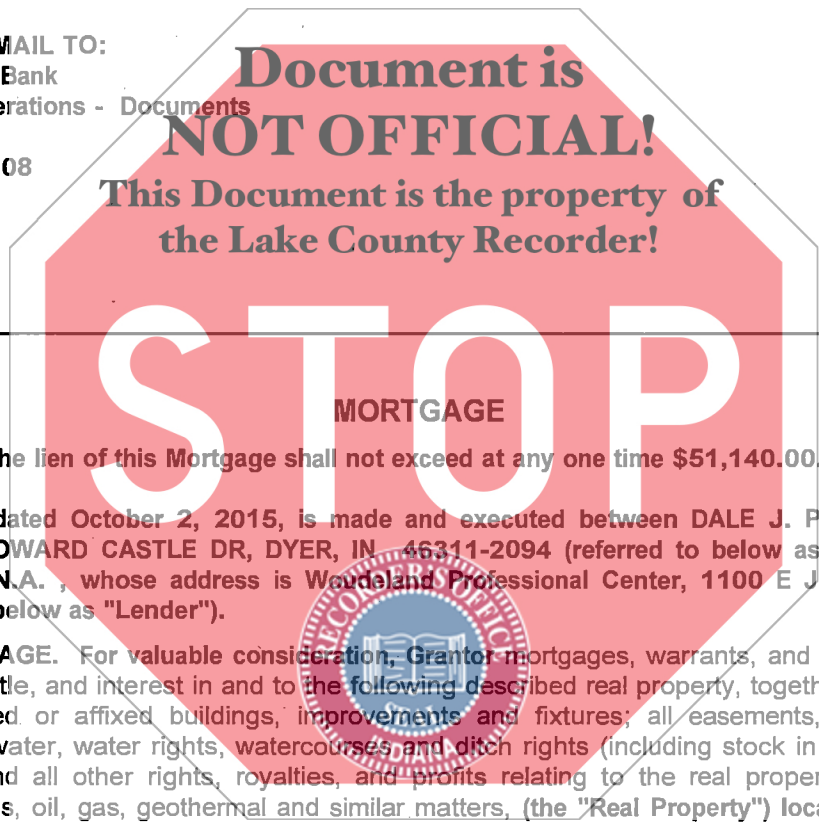 MAIL TO:
Bank
erations - Documents
08
Document is
NOT OFFICIAL!
This Document is the property of
the Lake County Recorder!
STOP
MORTGAGE
he lien of this Mortgage shall not exceed at any one time $51,140.00.
dated October 2, 2015, is made and executed between DALE J. P
OWARD CASTLE DR, DYER, IN 46311-2094 (referred to below as
N.A. , whose address is Woudeland Professional Center, 1100 E J
below as "Lender").
AGE. For valuable consideration, Grantor mortgages, warrants, and
tle, and interest in and to the following described real property, togeth
ed or affixed buildings, improvements and fixtures; all easements,
vater, water rights, watercourses and ditch rights (including stock in
nd all other rights, royalties, and profits relating to the real proper
s, oil, gas, geothermal and similar matters, (the "Real Property") loca
RECORDER'S OFFICE
SEAL
INDIANA